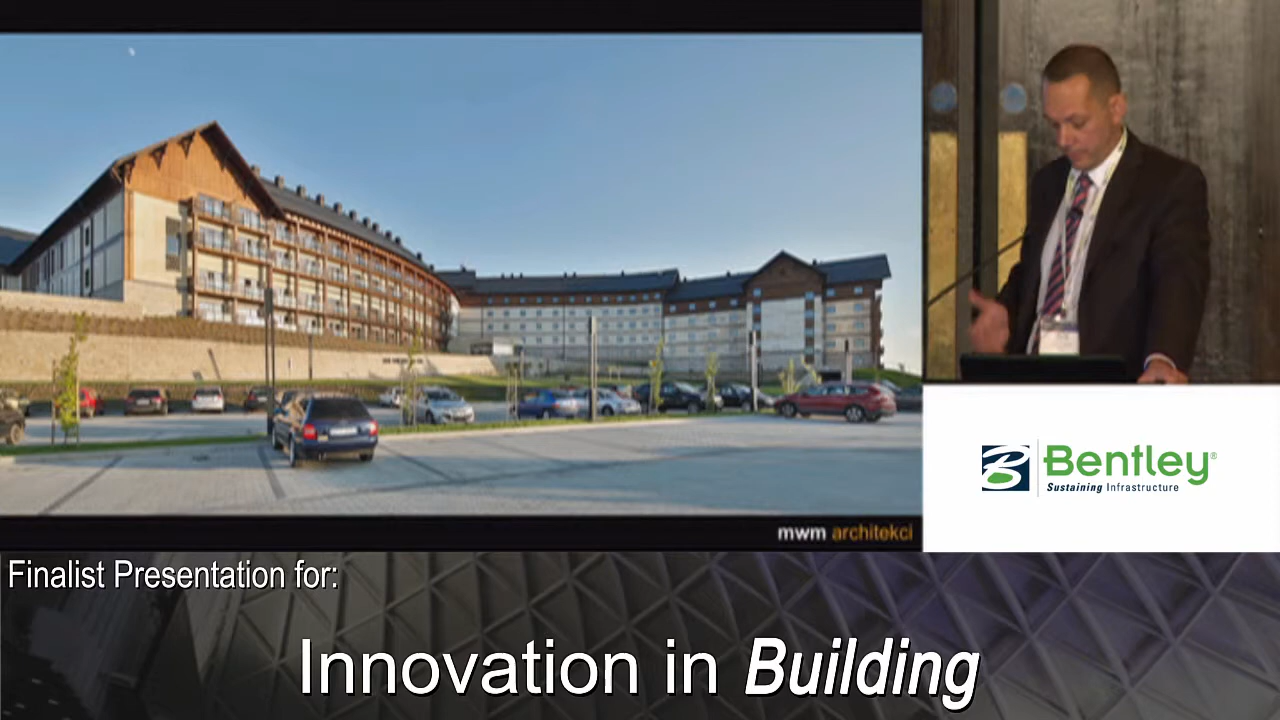 mwm architekci
Bentley®
Sustaining Infrastructure
Finalist Presentation for:
Innovation in Building